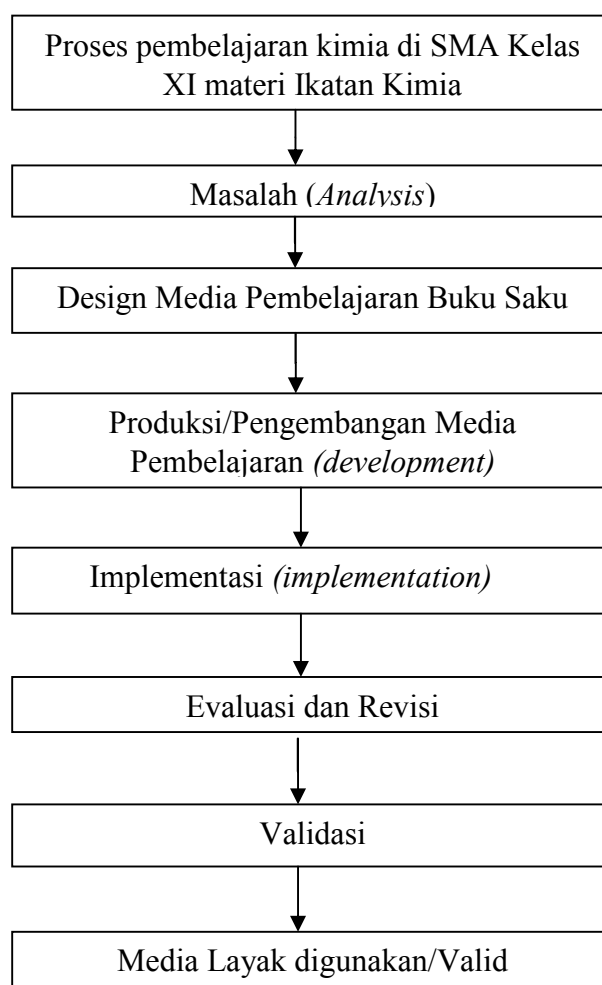 Proses pembelajaran kimia di SMA Kelas
XI materi Ikatan Kimia
Masalah (Analysis)
Design Media Pembelajaran Buku Saku
Produksi/Pengembangan Media
Pembelajaran (development)
Implementasi (implementation)
Evaluasi dan Revisi
Validasi
Media Layak digunakan/Valid